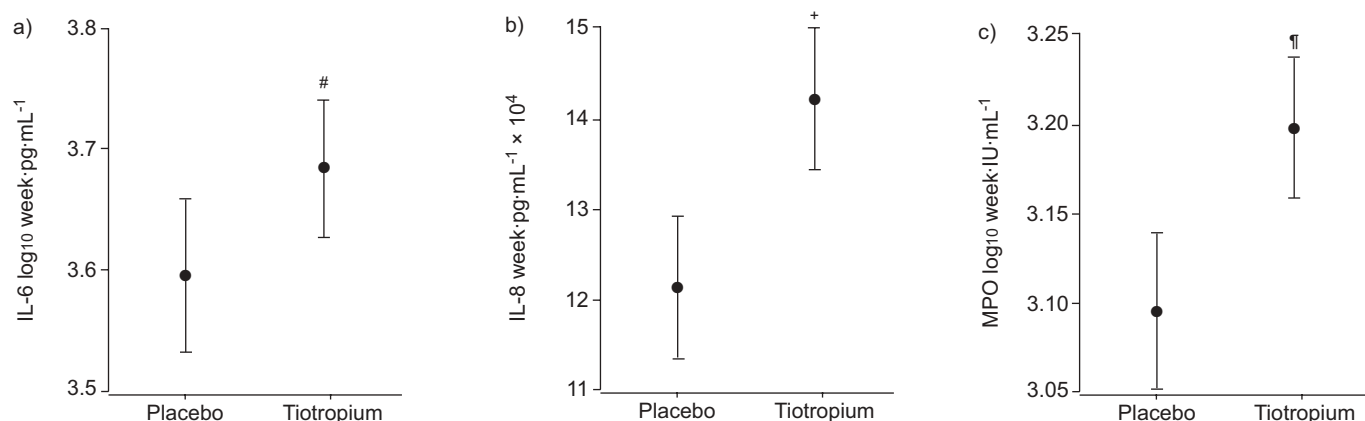 a)
IL-6 log10 week·pg·mL-1
3.8
3.7
3.6
3.5
#
Placebo
Tiotropium
b)
IL-8 week·pg·mL-1 × 104
15
14
13
12
11
+
Placebo
Tiotropium
c)
MPO log10 week·IU·mL-1
3.25
3.20
3.15
3.10
3.05
¶
Placebo
Tiotropium